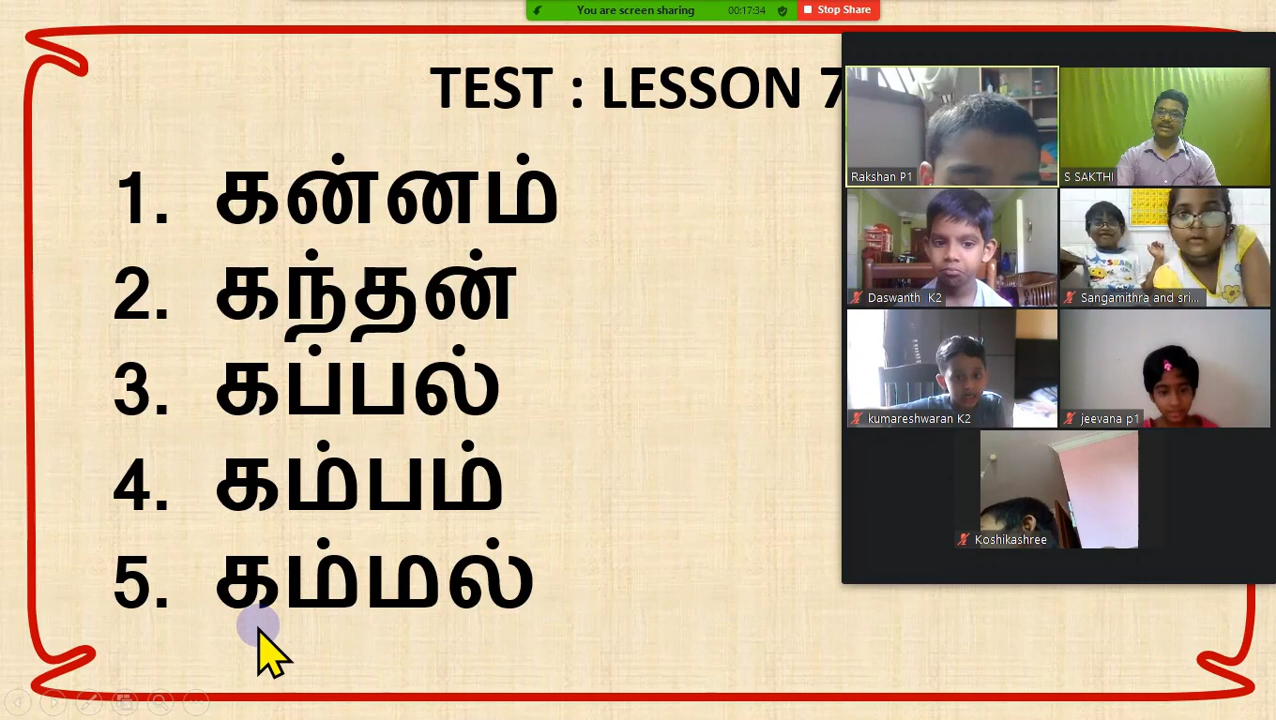 You are screen sharing 00:17:34 Stop Share
TEST : LESSON 7
1. கன்னம்
2. கந்தன்
3. கப்பல்
4. கம்பம்
5. கம்மல்
Rakshan P1
S SAKTHI
Daswanth K2
Sangamithra and sri...
kumareshwaran K2
jeevana p1
Koshikashree